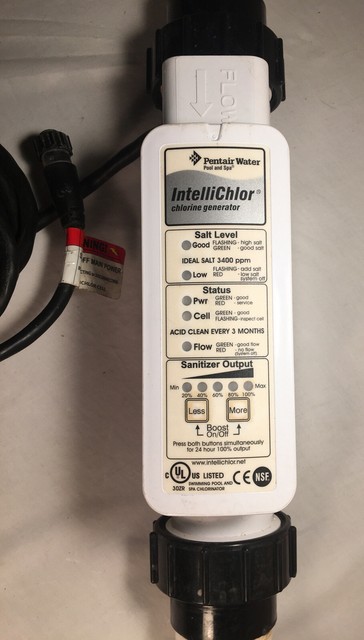 FLOW
Pentair Water
Pool and Spa®
IntelliChlor®
chlorine generator
Salt Level
Good FLASHING - high salt
GREEN - good salt
IDEAL SALT 3400 ppm
Low FLASHING - add salt
RED - low salt
system off
Status
Pwr GREEN - good
RED - service
Cell GREEN - good
FLASHING - inspect cell
ACID CLEAN EVERY 3 MONTHS
Flow GREEN - good flow
RED - no flow
(system off)
Sanitizer Output
Min Max
20% 40% 60% 80% 100%
Less More
Boost
On/Off
Press both buttons simultaneously
for 24 hour 100% output
www.intellichlor.net
C UL US LISTED CE NSF
30ZR SWIMMING POOL AND
SPA CHLORINATOR